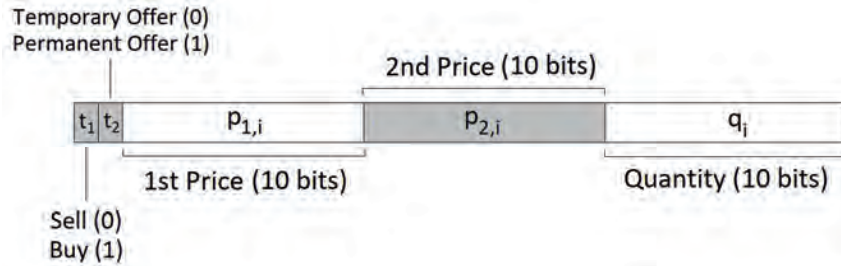 Temporary Offer (0)
Permanent Offer (1)
2nd Price (10 bits)
t1 t2 p1,i p2,i qi
1st Price (10 bits)
Quantity (10 bits)
Sell (0)
Buy (1)